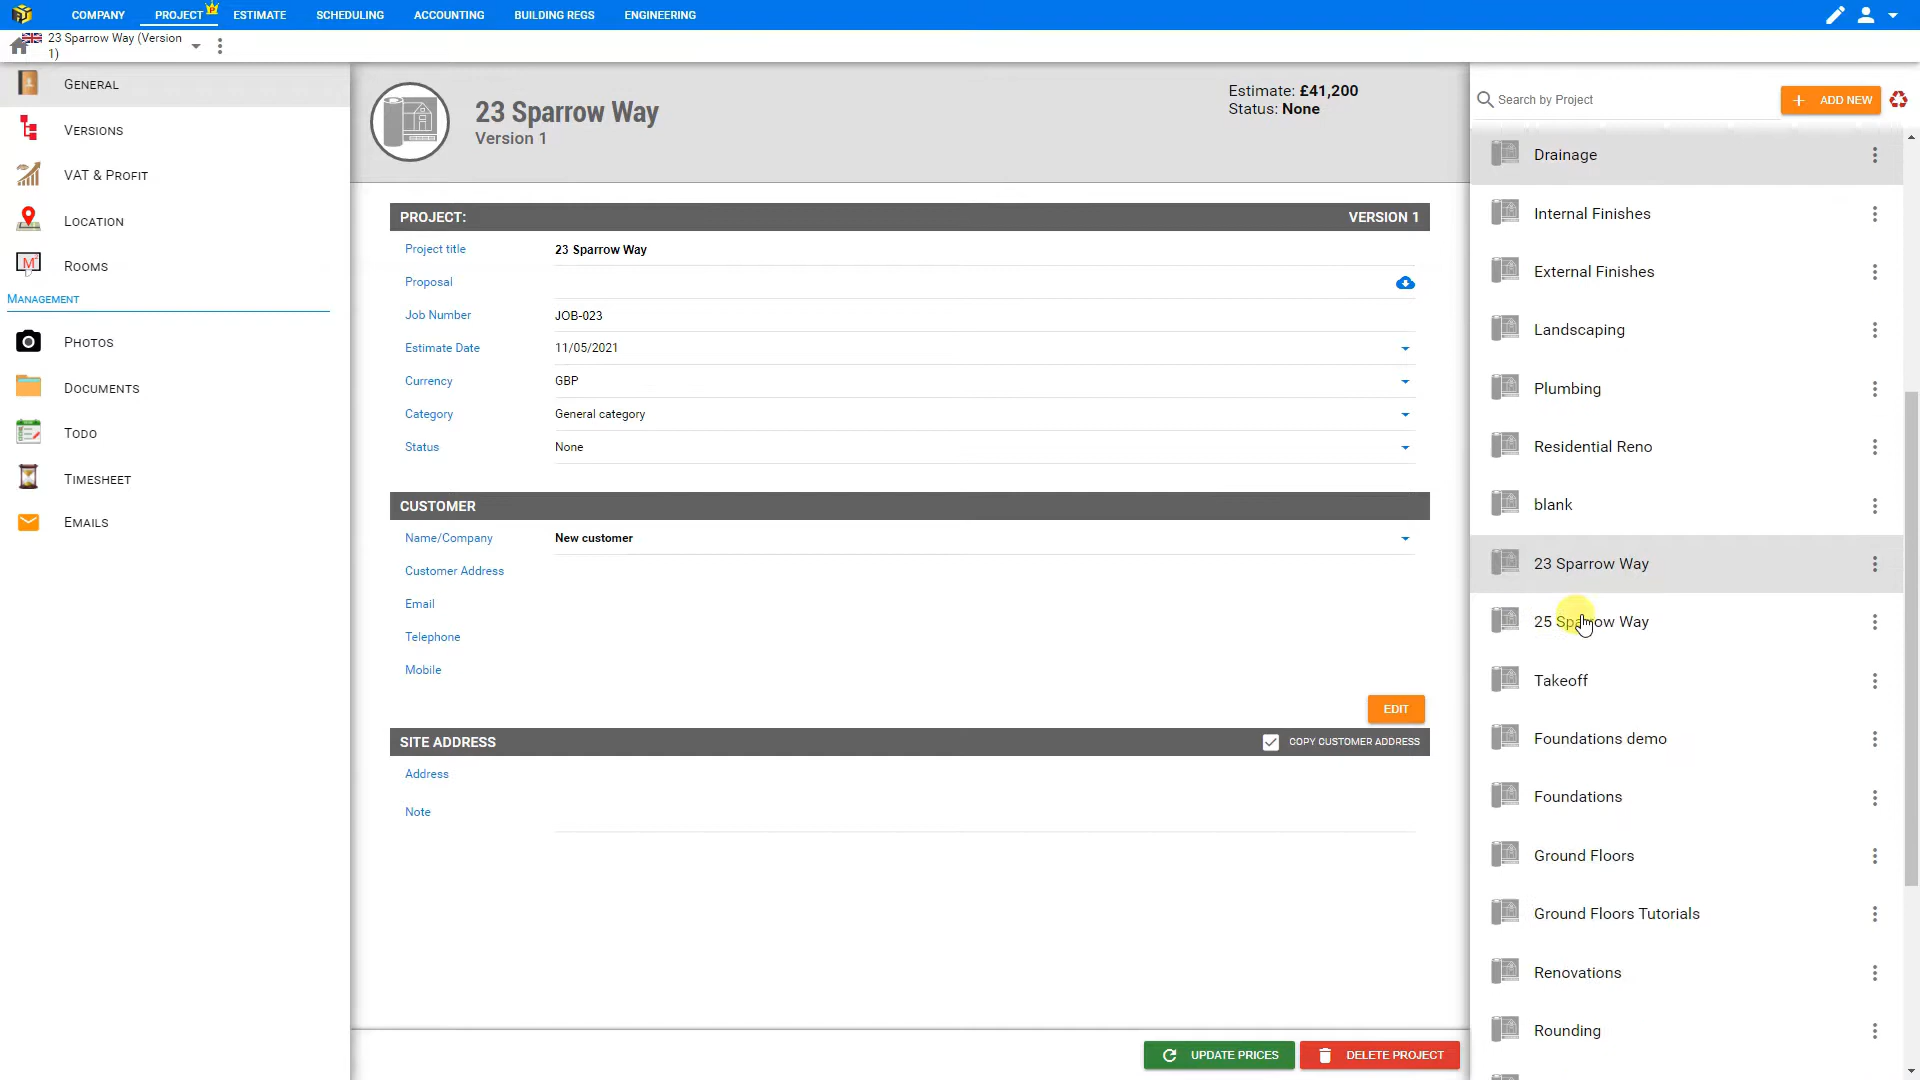 COMPANY
PROJECT
ESTIMATE
SCHEDULING
ACCOUNTING
BUILDING REGS
ENGINEERING
23 Sparrow Way (Version
1)
GENERAL
VERSIONS
VAT & PROFIT
LOCATION
ROOMS
MANAGEMENT
PHOTOS
DOCUMENTS
TODO
TIMESHEET
EMAILS
23 Sparrow Way
Version 1
Estimate: £41,200
Status: None
PROJECT: VERSION 1
Project title 23 Sparrow Way
Proposal
Job Number JOB-023
Estimate Date 11/05/2021
Currency GBP
Category General category
Status None
CUSTOMER
Name/Company New customer
Customer Address
Email
Telephone
Mobile
EDIT
SITE ADDRESS COPY CUSTOMER ADDRESS
Address
Note
UPDATE PRICES
DELETE PROJECT
Search by Project
+ ADD NEW
Drainage
Internal Finishes
External Finishes
Landscaping
Plumbing
Residential Reno
blank
23 Sparrow Way
25 Sparrow Way
Takeoff
Foundations demo
Foundations
Ground Floors
Ground Floors Tutorials
Renovations
Rounding